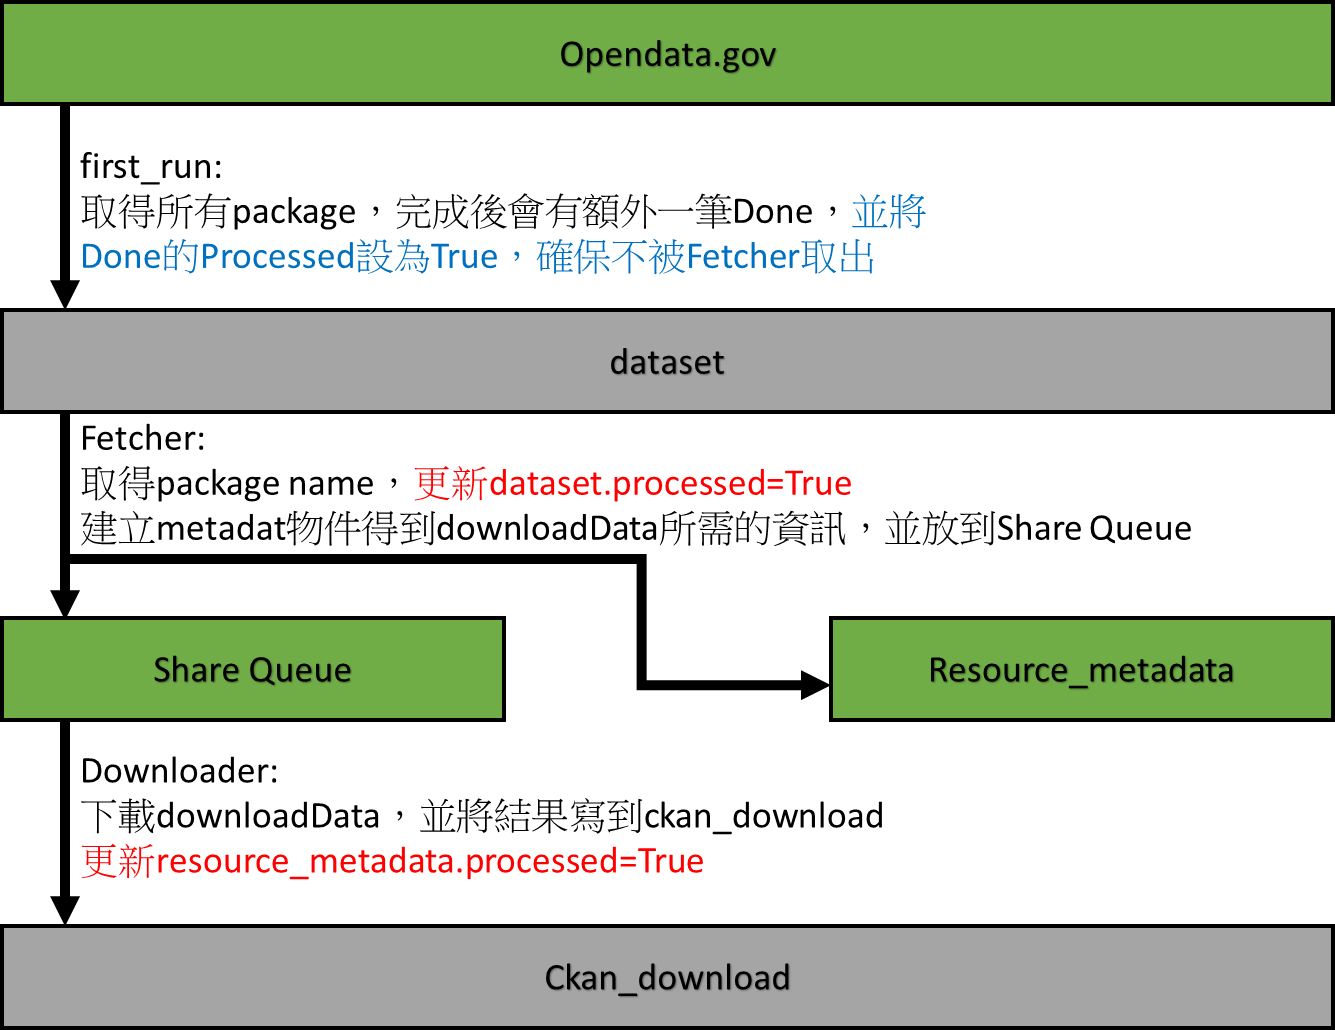 Opendata.gov
first_run:
取得所有package，完成後會有額外一筆Done，並將
Done的Processed設為True，確保不被Fetcher取出
dataset
Fetcher:
取得package name，更新dataset.processed=True
建立metadat物件得到downloadData所需的資訊，並放到Share Queue
Share Queue
Resource_metadata
Downloader:
下載downloadData，並將結果寫到ckan_download
更新resource_metadata.processed=True
Ckan_download